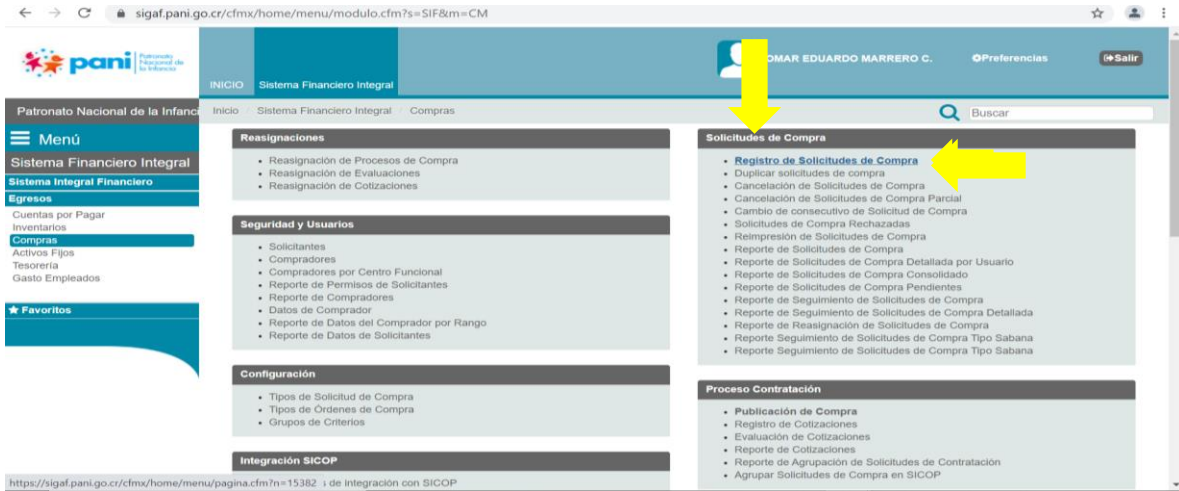 sigaf.pani.go.cr/cfmx/home/menu/modulo.cfm?s=SIF&m=CM
pani
Patronato
Nacional de
la Infancia
INICIO
Sistema Financiero Integral
OMAR EDUARDO MARRERO C.
Preferencias
Salir
Patronato Nacional de la Infanci
Inicio / Sistema Financiero Integral / Compras
Buscar
Menú
Sistema Financiero Integral
Sistema Integral Financiero
Egresos
Cuentas por Pagar
Inventarios
Compras
Activos Fijos
Tesorería
Gasto Empleados
Favoritos
Reasignaciones
• Reasignación de Procesos de Compra
• Reasignación de Evaluaciones
• Reasignación de Cotizaciones
Seguridad y Usuarios
• Solicitantes
• Compradores
• Compradores por Centro Funcional
• Reporte de Permisos de Solicitantes
• Reporte de Compradores
• Datos de Comprador
• Reporte de Datos del Comprador por Rango
• Reporte de Datos de Solicitantes
Configuración
• Tipos de Solicitud de Compra
• Tipos de Órdenes de Compra
• Grupos de Criterios
Integración SICOP
de Integración con SICOP
Solicitudes de Compra
• Registro de Solicitudes de Compra
• Duplicar solicitudes de compra
• Cancelación de Solicitudes de Compra
• Cancelación de Solicitudes de Compra Parcial
• Cambio de consecutivo de Solicitud de Compra
• Solicitudes de Compra Rechazadas
• Reimpresión de Solicitudes de Compra
• Reporte de Solicitudes de Compra
• Reporte de Solicitudes de Compra Detallada por Usuario
• Reporte de Solicitudes de Compra Consolidado
• Reporte de Solicitudes de Compra Pendientes
• Reporte de Seguimiento de Solicitudes de Compra
• Reporte de Seguimiento de Solicitudes de Compra Detallada
• Reporte de Reasignación de Solicitudes de Compra
• Reporte Seguimiento de Solicitudes de Compra Tipo Sabana
• Reporte Seguimiento de Solicitudes de Compra Tipo Sabana
Proceso Contratación
• Publicación de Compra
• Registro de Cotizaciones
• Evaluación de Cotizaciones
• Reporte de Cotizaciones
• Reporte de Agrupación de Solicitudes de Contratación
• Agrupar Solicitudes de Compra en SICOP
https://sigaf.pani.go.cr/cfmx/home/menu/pagina.cfm?n=15382